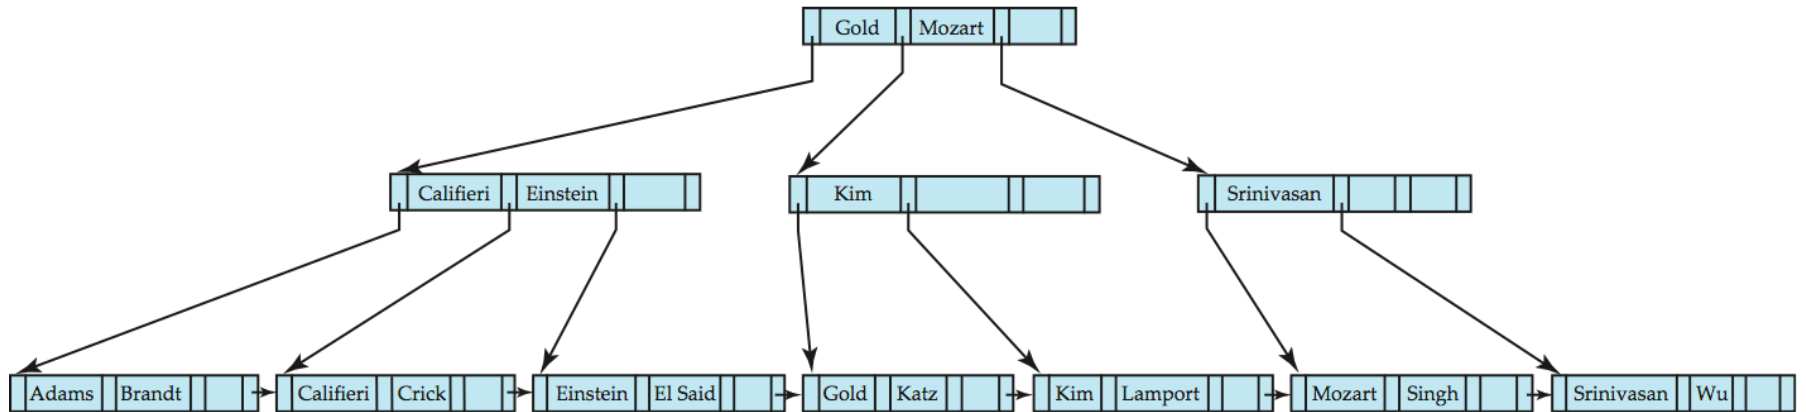 Gold Mozart
Califieri Einstein Kim Srinivasan
Adams Brandt Califieri Crick Einstein El Said Gold Katz Kim Lamport Mozart Singh Srinivasan Wu